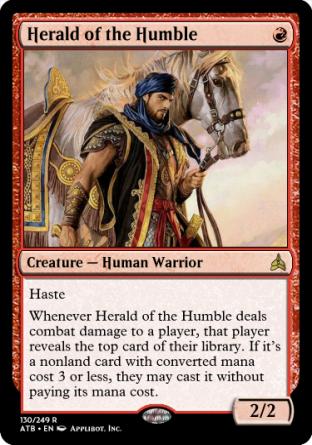 Herald of the Humble
Creature — Human Warrior
Haste
Whenever Herald of the Humble deals
combat damage to a player, that player
reveals the top card of their library. If it's
a nonland card with converted mana
cost 3 or less, they may cast it without
paying its mana cost.
2/2
130/249 R
ATB • EN Applibot, Inc.